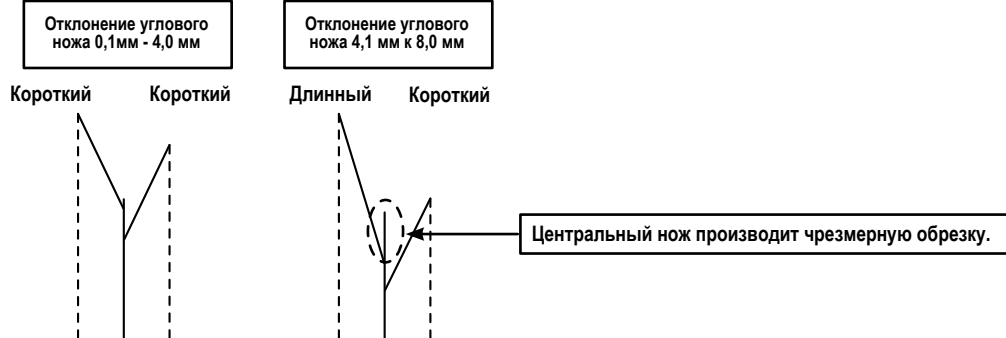 Отклонение углового
ножа 0,1мм - 4,0 мм
Отклонение углового
ножа 4,1 мм к 8,0 мм
Короткий
Короткий
Длинный
Короткий
Центральный нож производит чрезмерную обрезку.